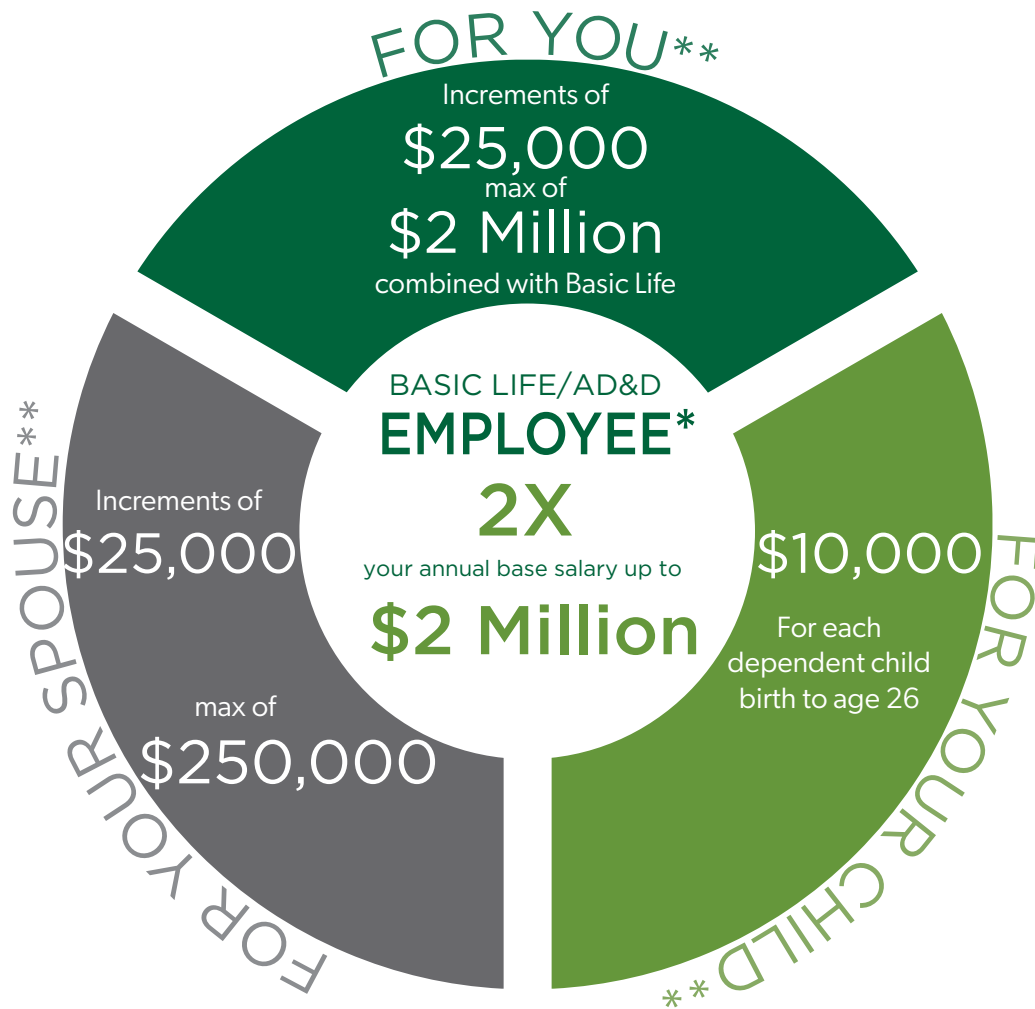 FOR YOU**
Increments of
$25,000
max of
$2 Million
combined with Basic Life
BASIC LIFE/AD&D
EMPLOYEE*
2X
your annual base salary up to
$2 Million
FOR YOUR SPOUSE**
Increments of
$25,000
max of
$250,000
FOR YOUR CHILD**
$10,000
For each
dependent child
birth to age 26